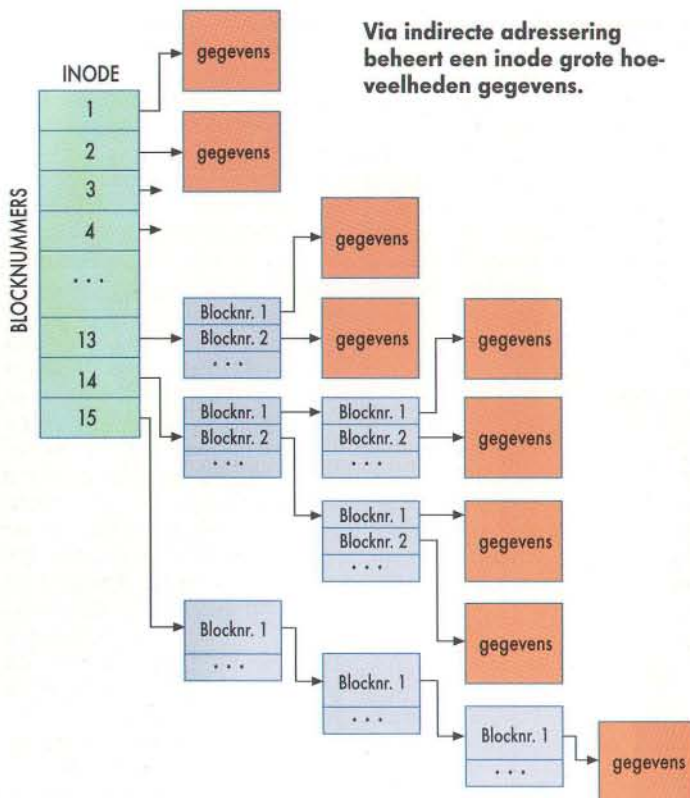 Via indirecte adressering
beheert een inode grote hoe-
veelheden gegevens.
INODE
BLOCKNUMMERS
1
2
3
4
...
13
14
15
gegevens
gegevens
gegevens
Blocknr. 1
Blocknr. 2
...
gegevens
gegevens
Blocknr. 1
Blocknr. 2
...
Blocknr. 1
Blocknr. 2
...
gegevens
Blocknr. 1
Blocknr. 2
...
gegevens
gegevens
Blocknr. 1
...
Blocknr. 1
...
Blocknr. 1
...
gegevens